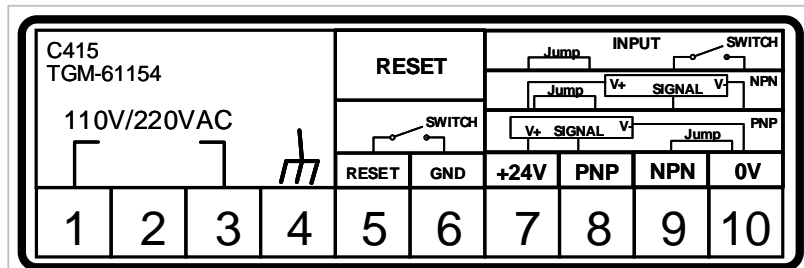 C415
TGM-61154
110V/220VAC
RESET
SWITCH
RESET
GND
INPUT
Jump
SWITCH
Jump
V+
SIGNAL
V-
NPN
V+
SIGNAL
V-
Jump
PNP
+24V
PNP
NPN
0V
1
2
3
4
5
6
7
8
9
10